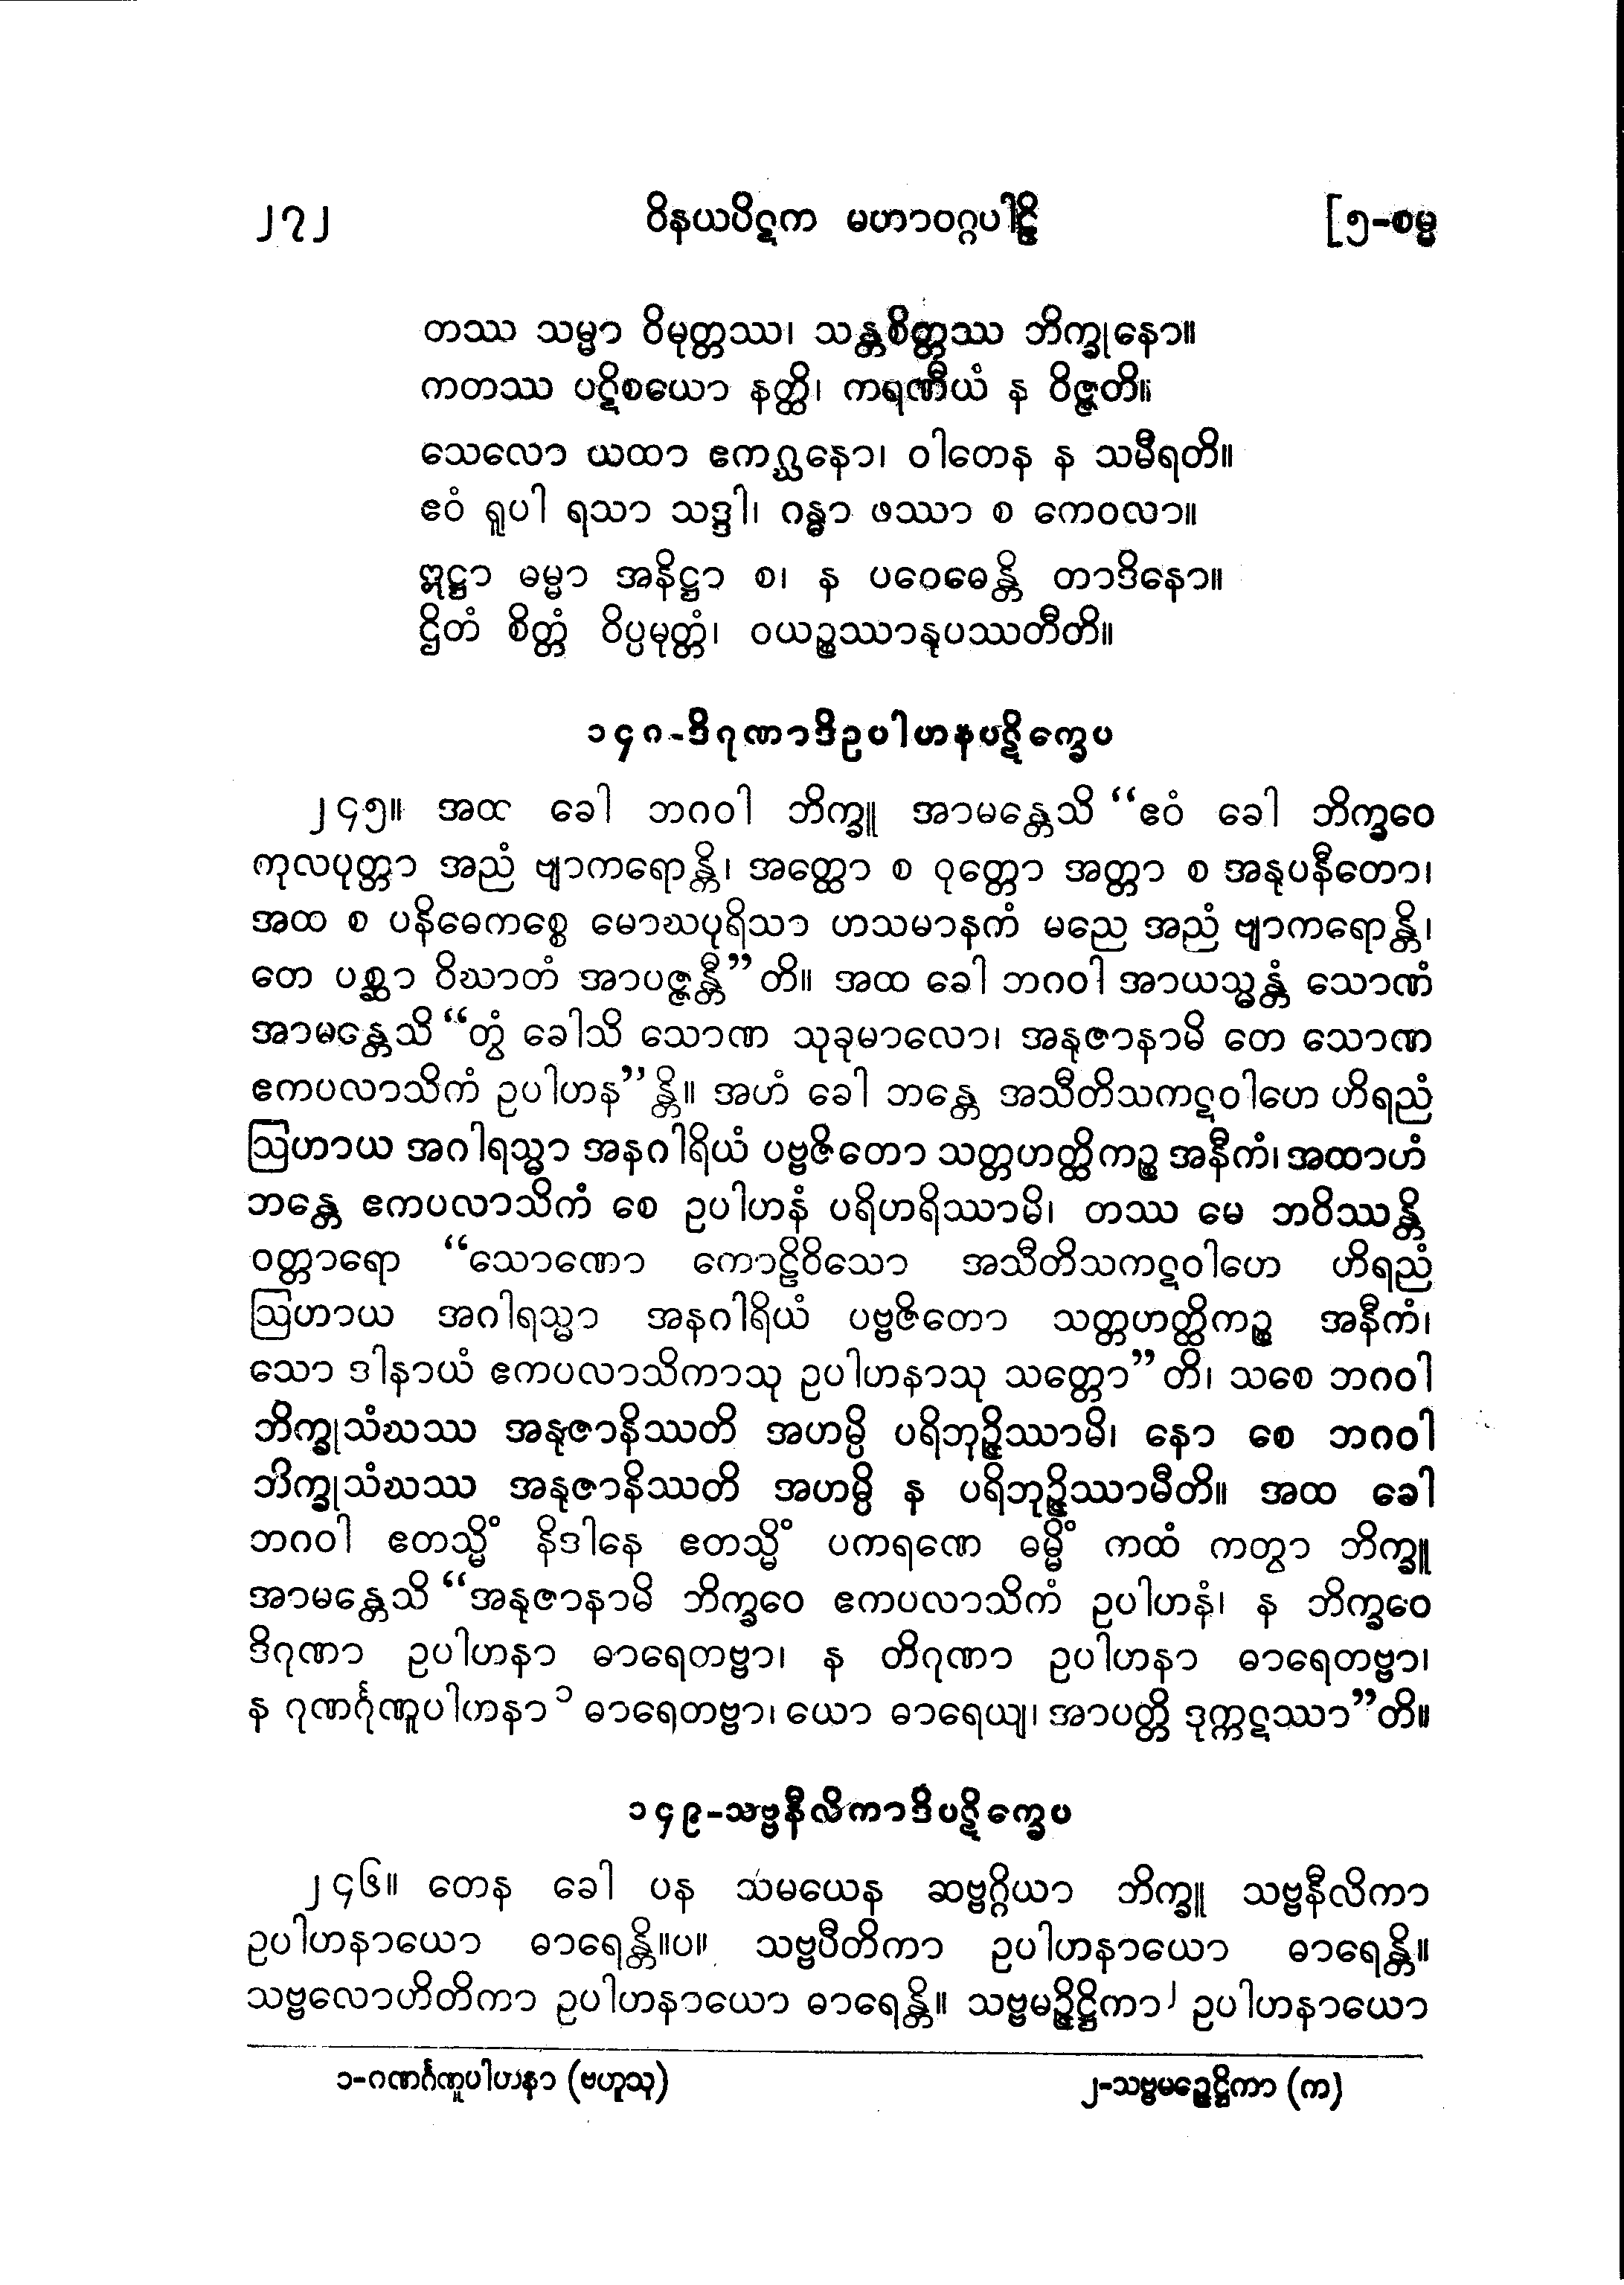 ၂၇၂ ဝိနယပိဋက မဟာဝဂ္ဂပါဠိ [၅-စမ္မ
တဿ သမ္မာ ဝိမုတ္တဿ၊ သန္တစိတ္တဿ ဘိက္ခုနော။
ကတဿ ပဋိစယော နတ္ထိ၊ ကရဏီယံ န ဝိဇ္ဇတိ။
သေလော ယထာ ဧကဂ္ဃနော၊ ဝါတေန န သမီရတိ။
ဧဝံ ရူပါ ရသာ သဒ္ဒါ၊ ဂန္ဓာ ဖဿာ စ ကေဝလာ။
ဣဋ္ဌာ ဓမ္မာ အနိဋ္ဌာ စ၊ န ပဝေဓေန္တိ တာဒိနော။
ဌိတံ စိတ္တံ ဝိပ္ပမုတ္တံ၊ ဝယဉ္စဿာနုပဿတီတိ။
၁၄၈-ဒိဂုဏာဒိဥပါဟနပဋိက္ခေပ
၂၄၅။ အထ ခေါ ဘဂဝါ ဘိက္ခူ အာမန္တေသိ “ဧဝံ ခေါ ဘိက္ခဝေ
ကုလပုတ္တာ အညံ ဗျာကရောန္တိ၊ အတ္ထော စ ဝုတ္တော အတ္တာ စ အနုပနီတော၊
အထ စ ပနိဓေကစ္စေ မောဃပုရိသာ ဟသမာနကံ မညေ အညံ ဗျာကရောန္တိ၊
တေ ပစ္ဆာ ဝိဃာတံ အာပဇ္ဇန္တီ”တိ။ အထ ခေါ ဘဂဝါ အာယသ္မန္တံ သောဏံ
အာမန္တေသိ “တွံ ခေါသိ သောဏ သုခုမာလော၊ အနုဇာနာမိ တေ သောဏ
ဧကပလာသိကံ ဥပါဟန”န္တိ။ အဟံ ခေါ ဘန္တေ အသီတိသကဋဝါဟေ ဟိရညံ
ဩဟာယ အဂါရသ္မာ အနဂါရိယံ ပဗ္ဗဇိတော သတ္တဟတ္ထိကဉ္စ အနီကံ၊ အထာဟံ
ဘန္တေ ဧကပလာသိကံ စေ ဥပါဟနံ ပရိဟရိဿာမိ၊ တဿ မေ ဘဝိဿန္တိ
ဝတ္တာရော “သောဏော ကောဠိဝိသော အသီတိသကဋဝါဟေ ဟိရညံ
ဩဟာယ အဂါရသ္မာ အနဂါရိယံ ပဗ္ဗဇိတော သတ္တဟတ္ထိကဉ္စ အနီကံ၊
သော ဒါနာယံ ဧကပလာသိကာသု ဥပါဟနာသု သတ္တော”တိ၊ သစေ ဘဂဝါ
ဘိက္ခုသံဃဿ အနုဇာနိဿတိ အဟမ္ပိ ပရိဘုဉ္ဇိဿာမိ၊ နော စေ ဘဂဝါ
ဘိက္ခုသံဃဿ အနုဇာနိဿတိ အဟမ္ပိ န ပရိဘုဉ္ဇိဿာမီတိ။ အထ ခေါ
ဘဂဝါ ဧတသ္မိံ နိဒါနေ ဧတသ္မိံ ပကရဏေ ဓမ္မိံ ကထံ ကတွာ ဘိက္ခူ
အာမန္တေသိ “အနုဇာနာမိ ဘိက္ခဝေ ဧကပလာသိကံ ဥပါဟနံ၊ န ဘိက္ခဝေ
ဒိဂုဏာ ဥပါဟနာ ဓာရေတဗ္ဗာ၊ န တိဂုဏာ ဥပါဟနာ ဓာရေတဗ္ဗာ၊
န ဂုဏင်္ဂုဏူပါဟနာ ၁ ဓာရေတဗ္ဗာ၊ ယော ဓာရေယျ၊ အာပတ္တိ ဒုက္ကဋဿာ”တိ။
၁၄၉-သဗ္ဗနီလိကာဒိပဋိက္ခေပ
၂၄၆။ တေန ခေါ ပန သမယေန ဆဗ္ဗဂ္ဂိယာ ဘိက္ခူ သဗ္ဗနီလိကာ
ဥပါဟနာယော ဓာရေန္တိ။ပ။ သဗ္ဗပီတိကာ ဥပါဟနာယော ဓာရေန္တိ။
သဗ္ဗလောဟိတိကာ ဥပါဟနာယော ဓာရေန္တိ။ သဗ္ဗမဉ္ဇိဋ္ဌိကာ ၂ ဥပါဟနာယော
၁-ဂဏင်္ဂဏူပါဟနာ (ဗဟူသု) ၂-သဗ္ဗမဉ္ဇေဋ္ဌိကာ (က)